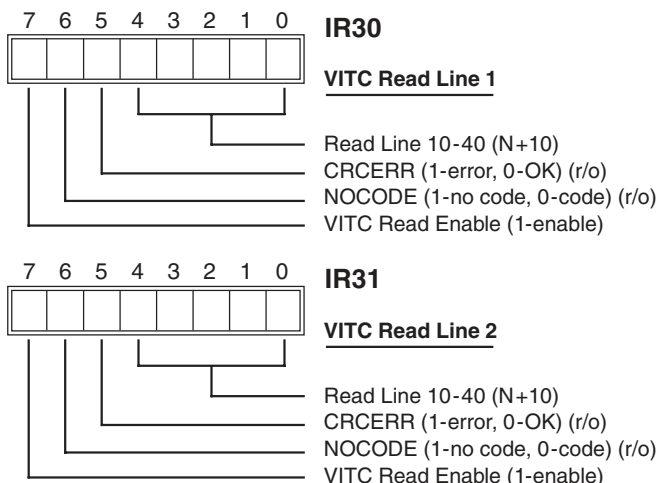 7 6 5 4 3 2 1 0
IR30
VITC Read Line 1
Read Line 10-40 (N+10)
CRCERR (1-error, 0-OK) (r/o)
NOCODE (1-no code, 0-code) (r/o)
VITC Read Enable (1-enable)
7 6 5 4 3 2 1 0
IR31
VITC Read Line 2
Read Line 10-40 (N+10)
CRCERR (1-error, 0-OK) (r/o)
NOCODE (1-no code, 0-code) (r/o)
VITC Read Enable (1-enable)